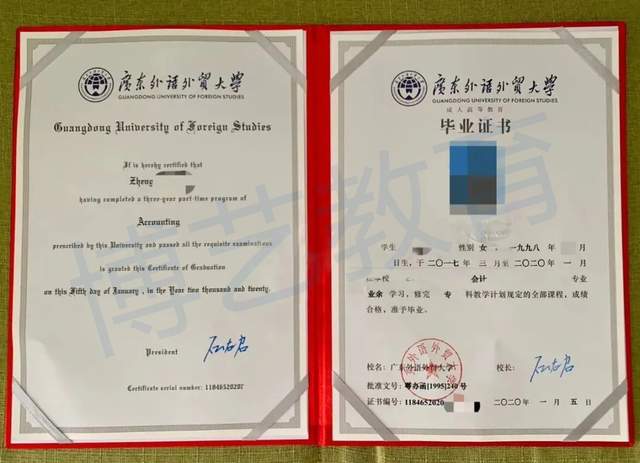 廣东外语外贸大学
GUANGDONG UNIVERSITY OF FOREIGN STUDIES
Guangdong University of Foreign Studies
It is hereby certified that
Zheng
having completed a three-year part-time program of
Accounting
prescribed by this University and passed all the requisite examinations
is granted this Certificate of Graduation
on this Fifth day of January, in the Year two thousand and twenty.
President
Certificate serial number: 11846520207
廣东外语外贸大学
GUANGDONG UNIVERSITY OF FOREIGN STUDIES
成人高等教育
毕业证书
学生 性别 女 , 一九九八 年 月
日生,于 二〇一七 年 三 月至 二〇二〇 年 一 月
会计 专业
业余 学习,修完 专 科教学计划规定的全部课程,成绩
合格,准予毕业。
校名: 广东外语外贸大学 校长:
批准文号: 粤办函[1995]240号
证书编号: 1184652020 二〇二〇 年 一 月 五 日
博艺教育